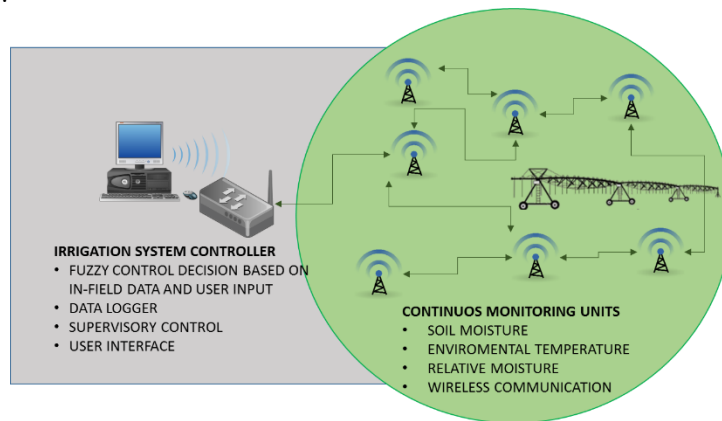 IRRIGATION SYSTEM CONTROLLER
• FUZZY CONTROL DECISION BASED ON
IN-FIELD DATA AND USER INPUT
• DATA LOGGER
• SUPERVISORY CONTROL
• USER INTERFACE
CONTINUOS MONITORING UNITS
• SOIL MOISTURE
• ENVIROMENTAL TEMPERATURE
• RELATIVE MOISTURE
• WIRELESS COMMUNICATION